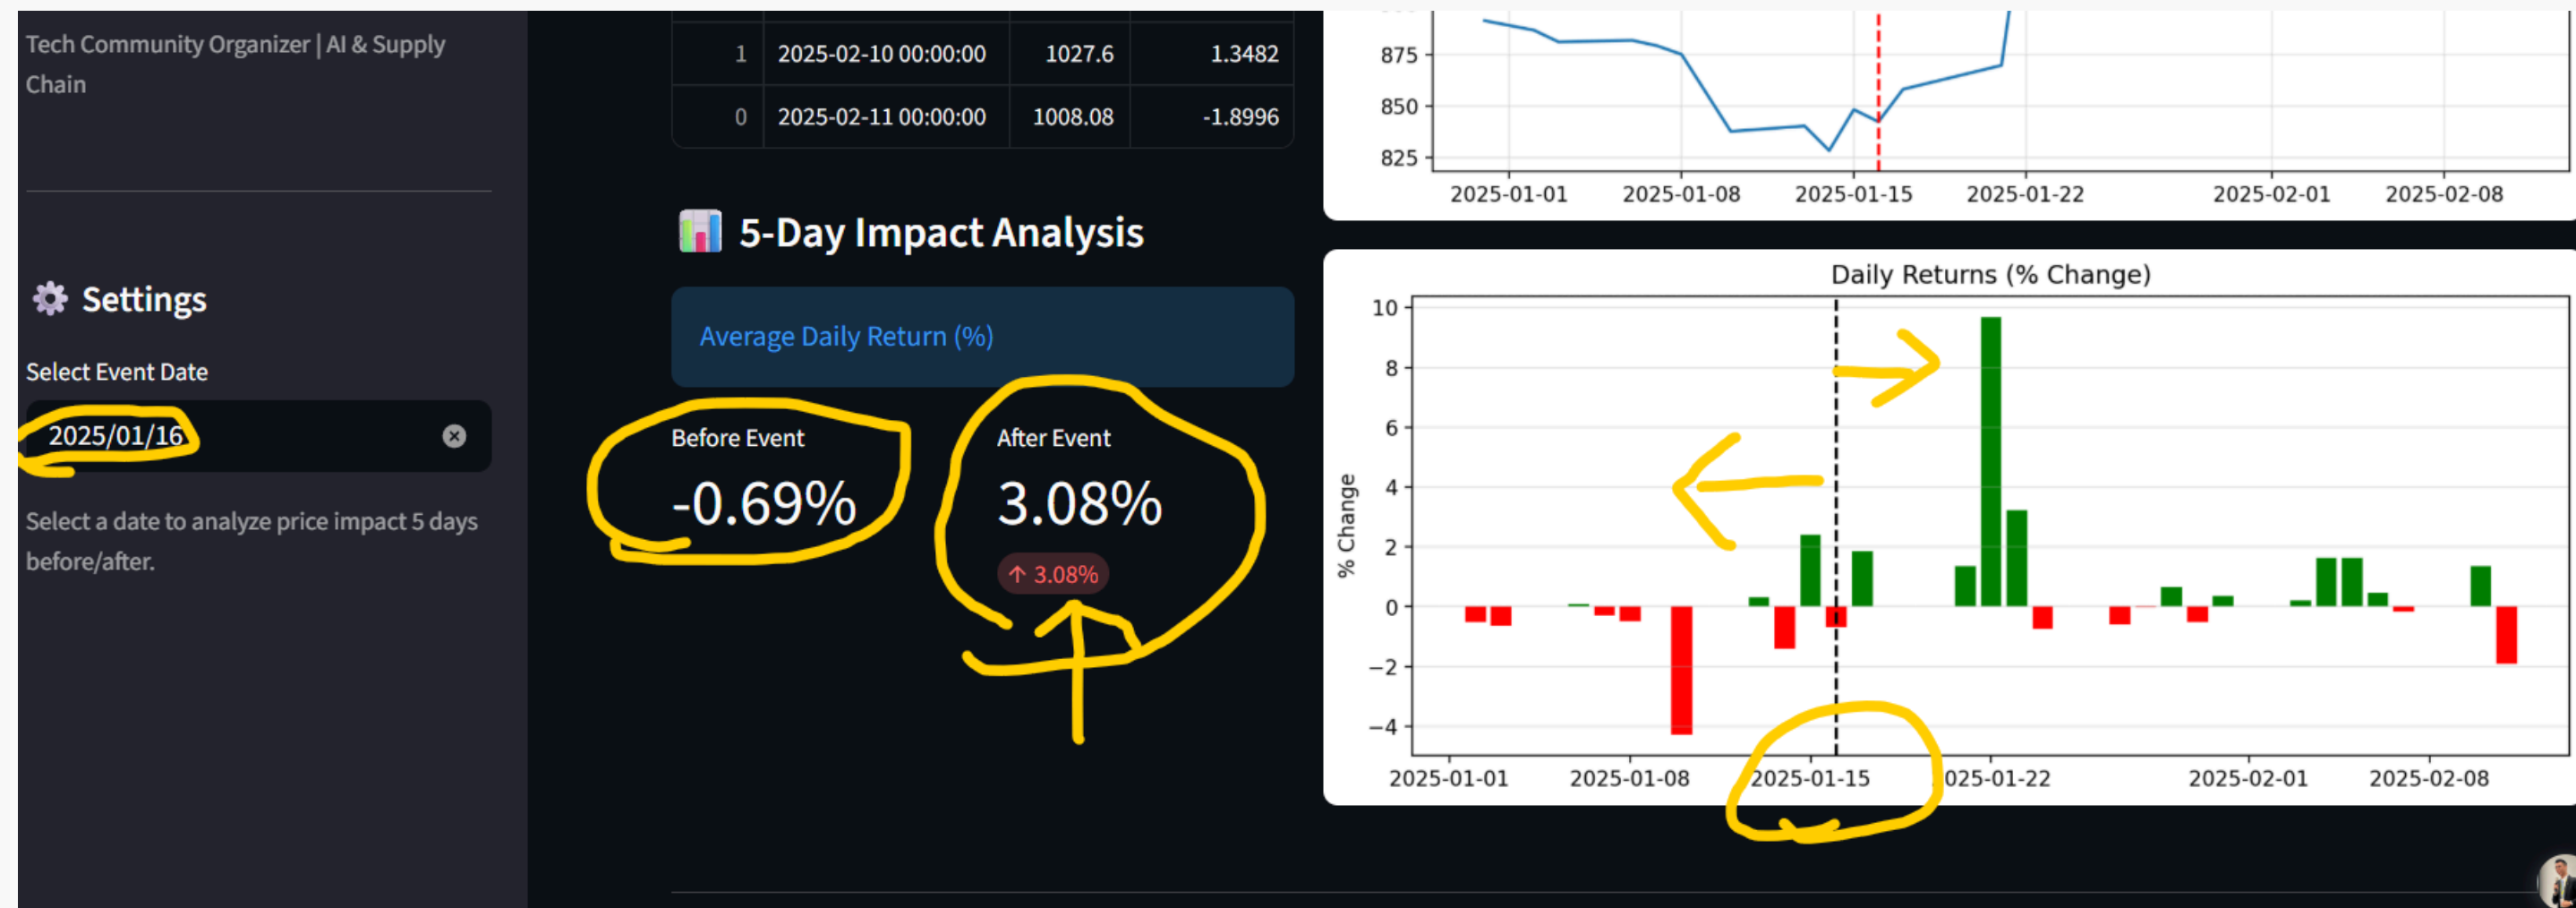 Tech Community Organizer | AI & Supply
Chain
Settings
Select Event Date
2025/01/16
Select a date to analyze price impact 5 days
before/after.
1 2025-02-10 00:00:00 1027.6 1.3482
0 2025-02-11 00:00:00 1008.08 -1.8996
5-Day Impact Analysis
Average Daily Return (%)
Before Event
-0.69%
After Event
3.08%
↑ 3.08%
875
850
825
2025-01-01 2025-01-08 2025-01-15 2025-01-22 2025-02-01 2025-02-08
Daily Returns (% Change)
% Change
10
8
6
4
2
0
−2
−4
2025-01-01 2025-01-08 2025-01-15 2025-01-22 2025-02-01 2025-02-08